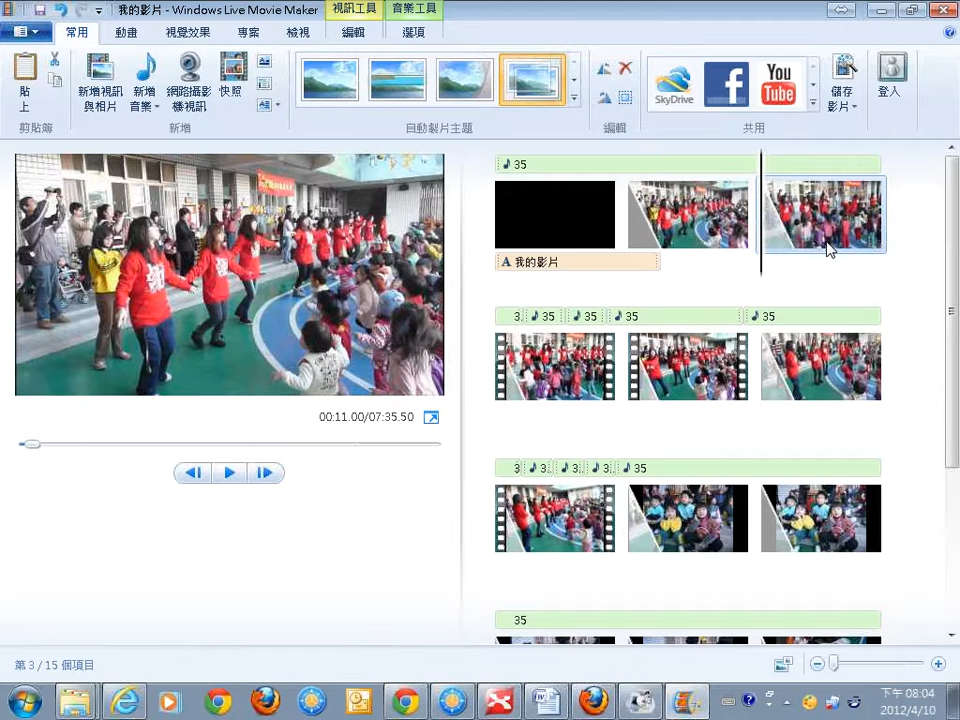 我的影片 - Windows Live Movie Maker
視訊工具
音樂工具
常用
動畫
視覺效果
專案
檢視
編輯
選項
貼上
新增視訊與相片
新增音樂
網路攝影機視訊
快照
SkyDrive
You Tube
儲存影片
登入
剪貼簿
新增
自動製片主題
編輯
共用
35
A 我的影片
00:11.00/07:35.50
3. 35 35 35 35
3 3. 3. 3. 35
35
第 3 / 15 個項目
下午 08:04
2012/4/10